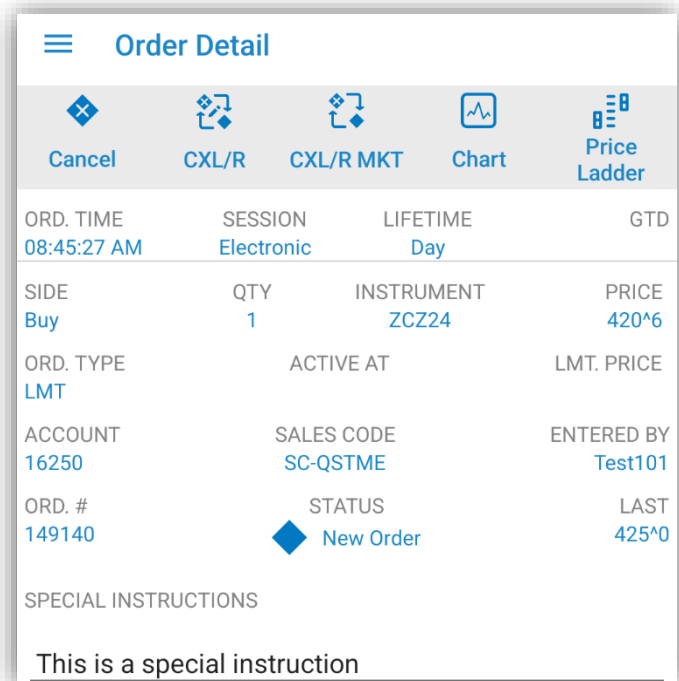 Order Detail
Cancel CXL/R CXL/R MKT Chart Price Ladder
ORD. TIME SESSION LIFETIME GTD
08:45:27 AM Electronic Day
SIDE QTY INSTRUMENT PRICE
Buy 1 ZCZ24 420^6
ORD. TYPE ACTIVE AT LMT. PRICE
LMT
ACCOUNT SALES CODE ENTERED BY
16250 SC-QSTME Test101
ORD. # STATUS LAST
149140 New Order 425^0
SPECIAL INSTRUCTIONS
This is a special instruction